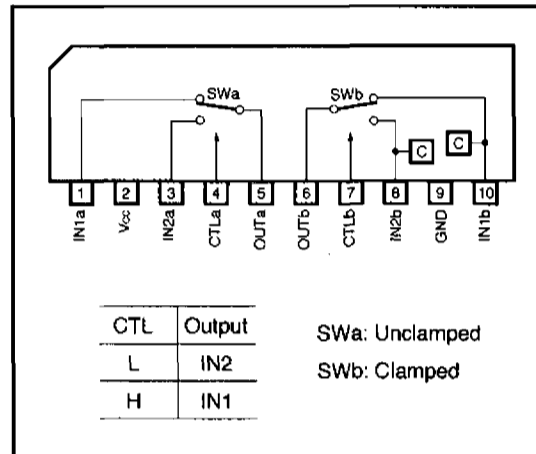 SWa SWb
C C
1 2 3 4 5 6 7 8 9 10
IN1a Vcc IN2a CTLa OUTa OUTb CTLb IN2b GND IN1b
CTL Output
L IN2
H IN1
SWa: Unclamped
SWb: Clamped